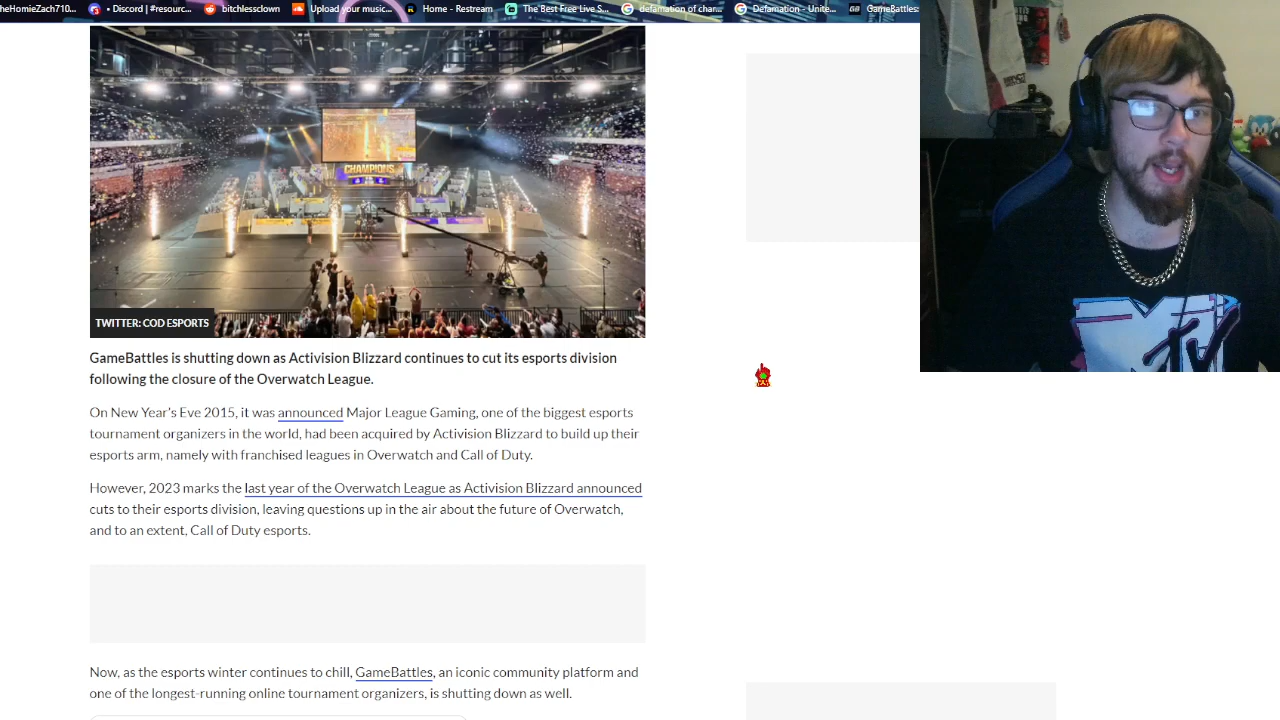 heHomieZach710...
• Discord | #resourc...
bitchlessclown
Upload your music...
Home - Restream
The Best Free Live S...
defamation of chan...
Defamation - Unite...
GB
GameBattles:
CHAMPIONS
TWITTER: COD ESPORTS
MTV
GameBattles is shutting down as Activision Blizzard continues to cut its esports division
following the closure of the Overwatch League.
On New Year’s Eve 2015, it was announced Major League Gaming, one of the biggest esports
tournament organizers in the world, had been acquired by Activision Blizzard to build up their
esports arm, namely with franchised leagues in Overwatch and Call of Duty.
However, 2023 marks the last year of the Overwatch League as Activision Blizzard announced
cuts to their esports division, leaving questions up in the air about the future of Overwatch,
and to an extent, Call of Duty esports.
Now, as the esports winter continues to chill, GameBattles, an iconic community platform and
one of the longest-running online tournament organizers, is shutting down as well.